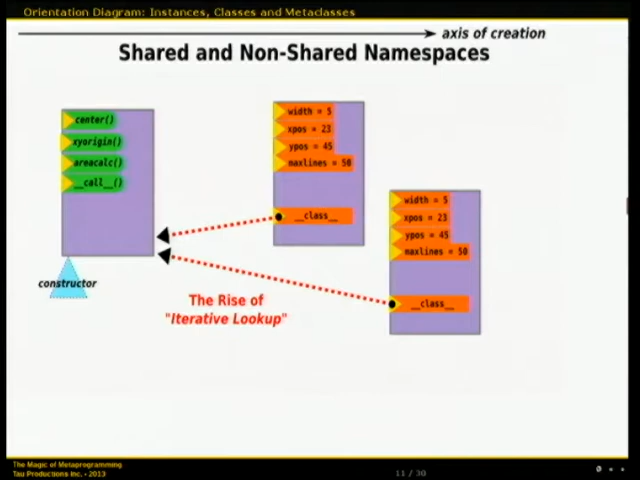 Orientation Diagram: Instances, Classes and Metaclasses
axis of creation
Shared and Non-Shared Namespaces
center()
xyorigin()
areacalc()
__call__()
constructor
width = 5
xpos = 23
ypos = 45
maxlines = 50
__class__
width = 5
xpos = 23
ypos = 45
maxlines = 50
__class__
The Rise of
"Iterative Lookup"
The Magic of Metaprogramming
Tau Productions Inc. - 2013
11 / 30